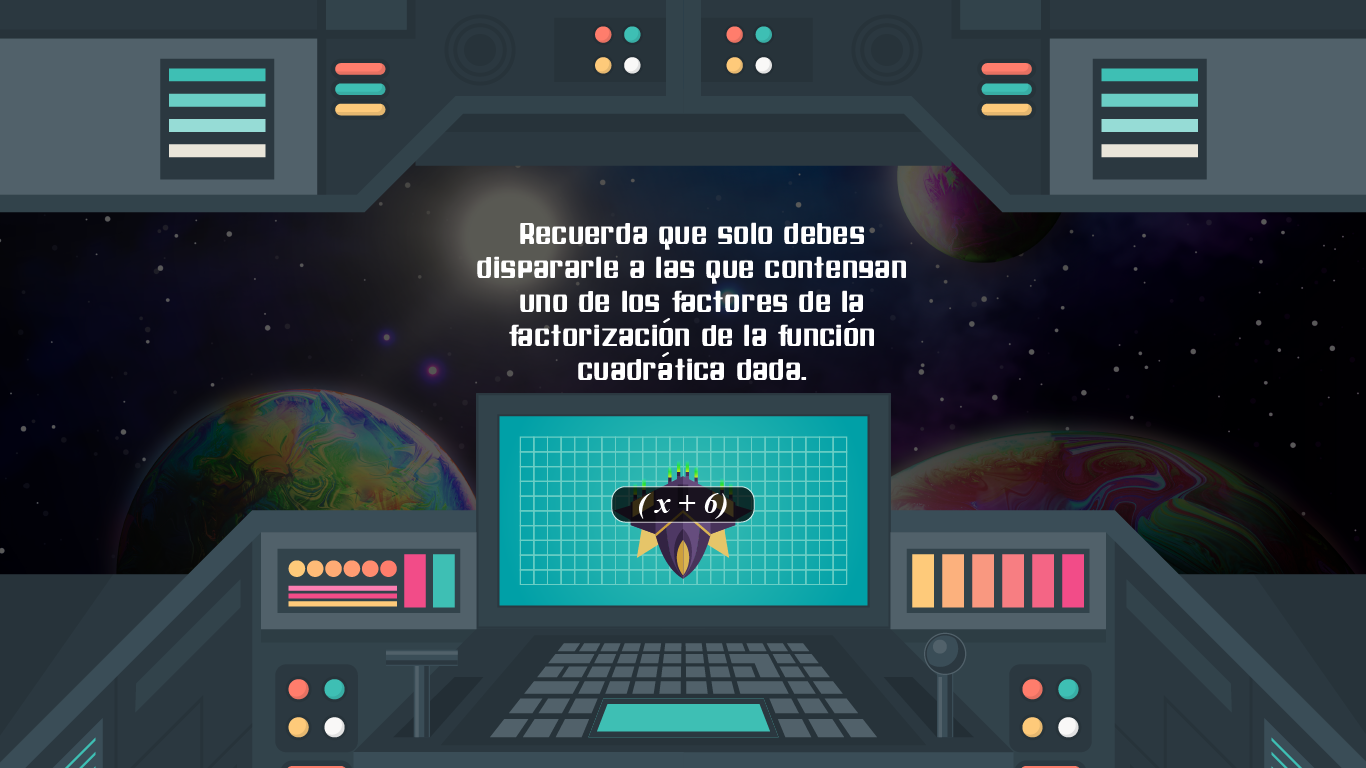 Recuerda que solo debes
dispararle a las que contengan
uno de los factores de la
factorización de la función
cuadrática dada.
( x + 6)